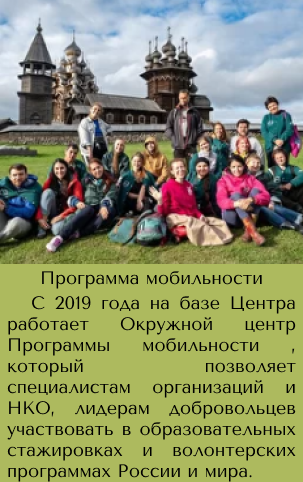 Программа мобильности
С 2019 года на базе Центра
работает Окружной центр
Программы мобильности ,
который позволяет
специалистам организаций и
НКО, лидерам добровольцев
участвовать в образовательных
стажировках и волонтерских
программах России и мира.